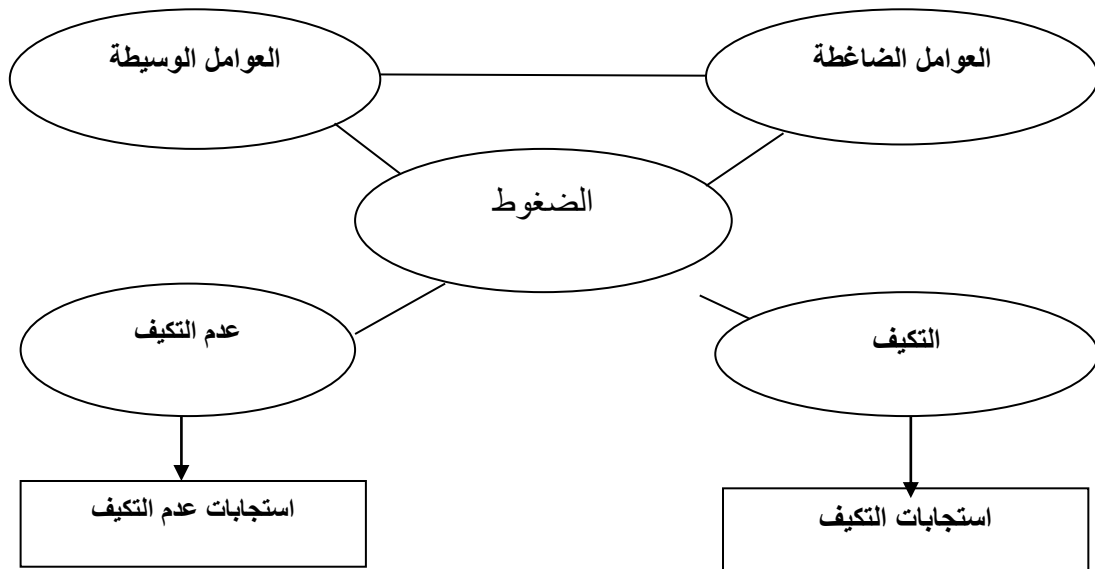 العوامل الضاغطة
العوامل الوسيطة
الضغوط
التكيف
عدم التكيف
استجابات التكيف
استجابات عدم التكيف